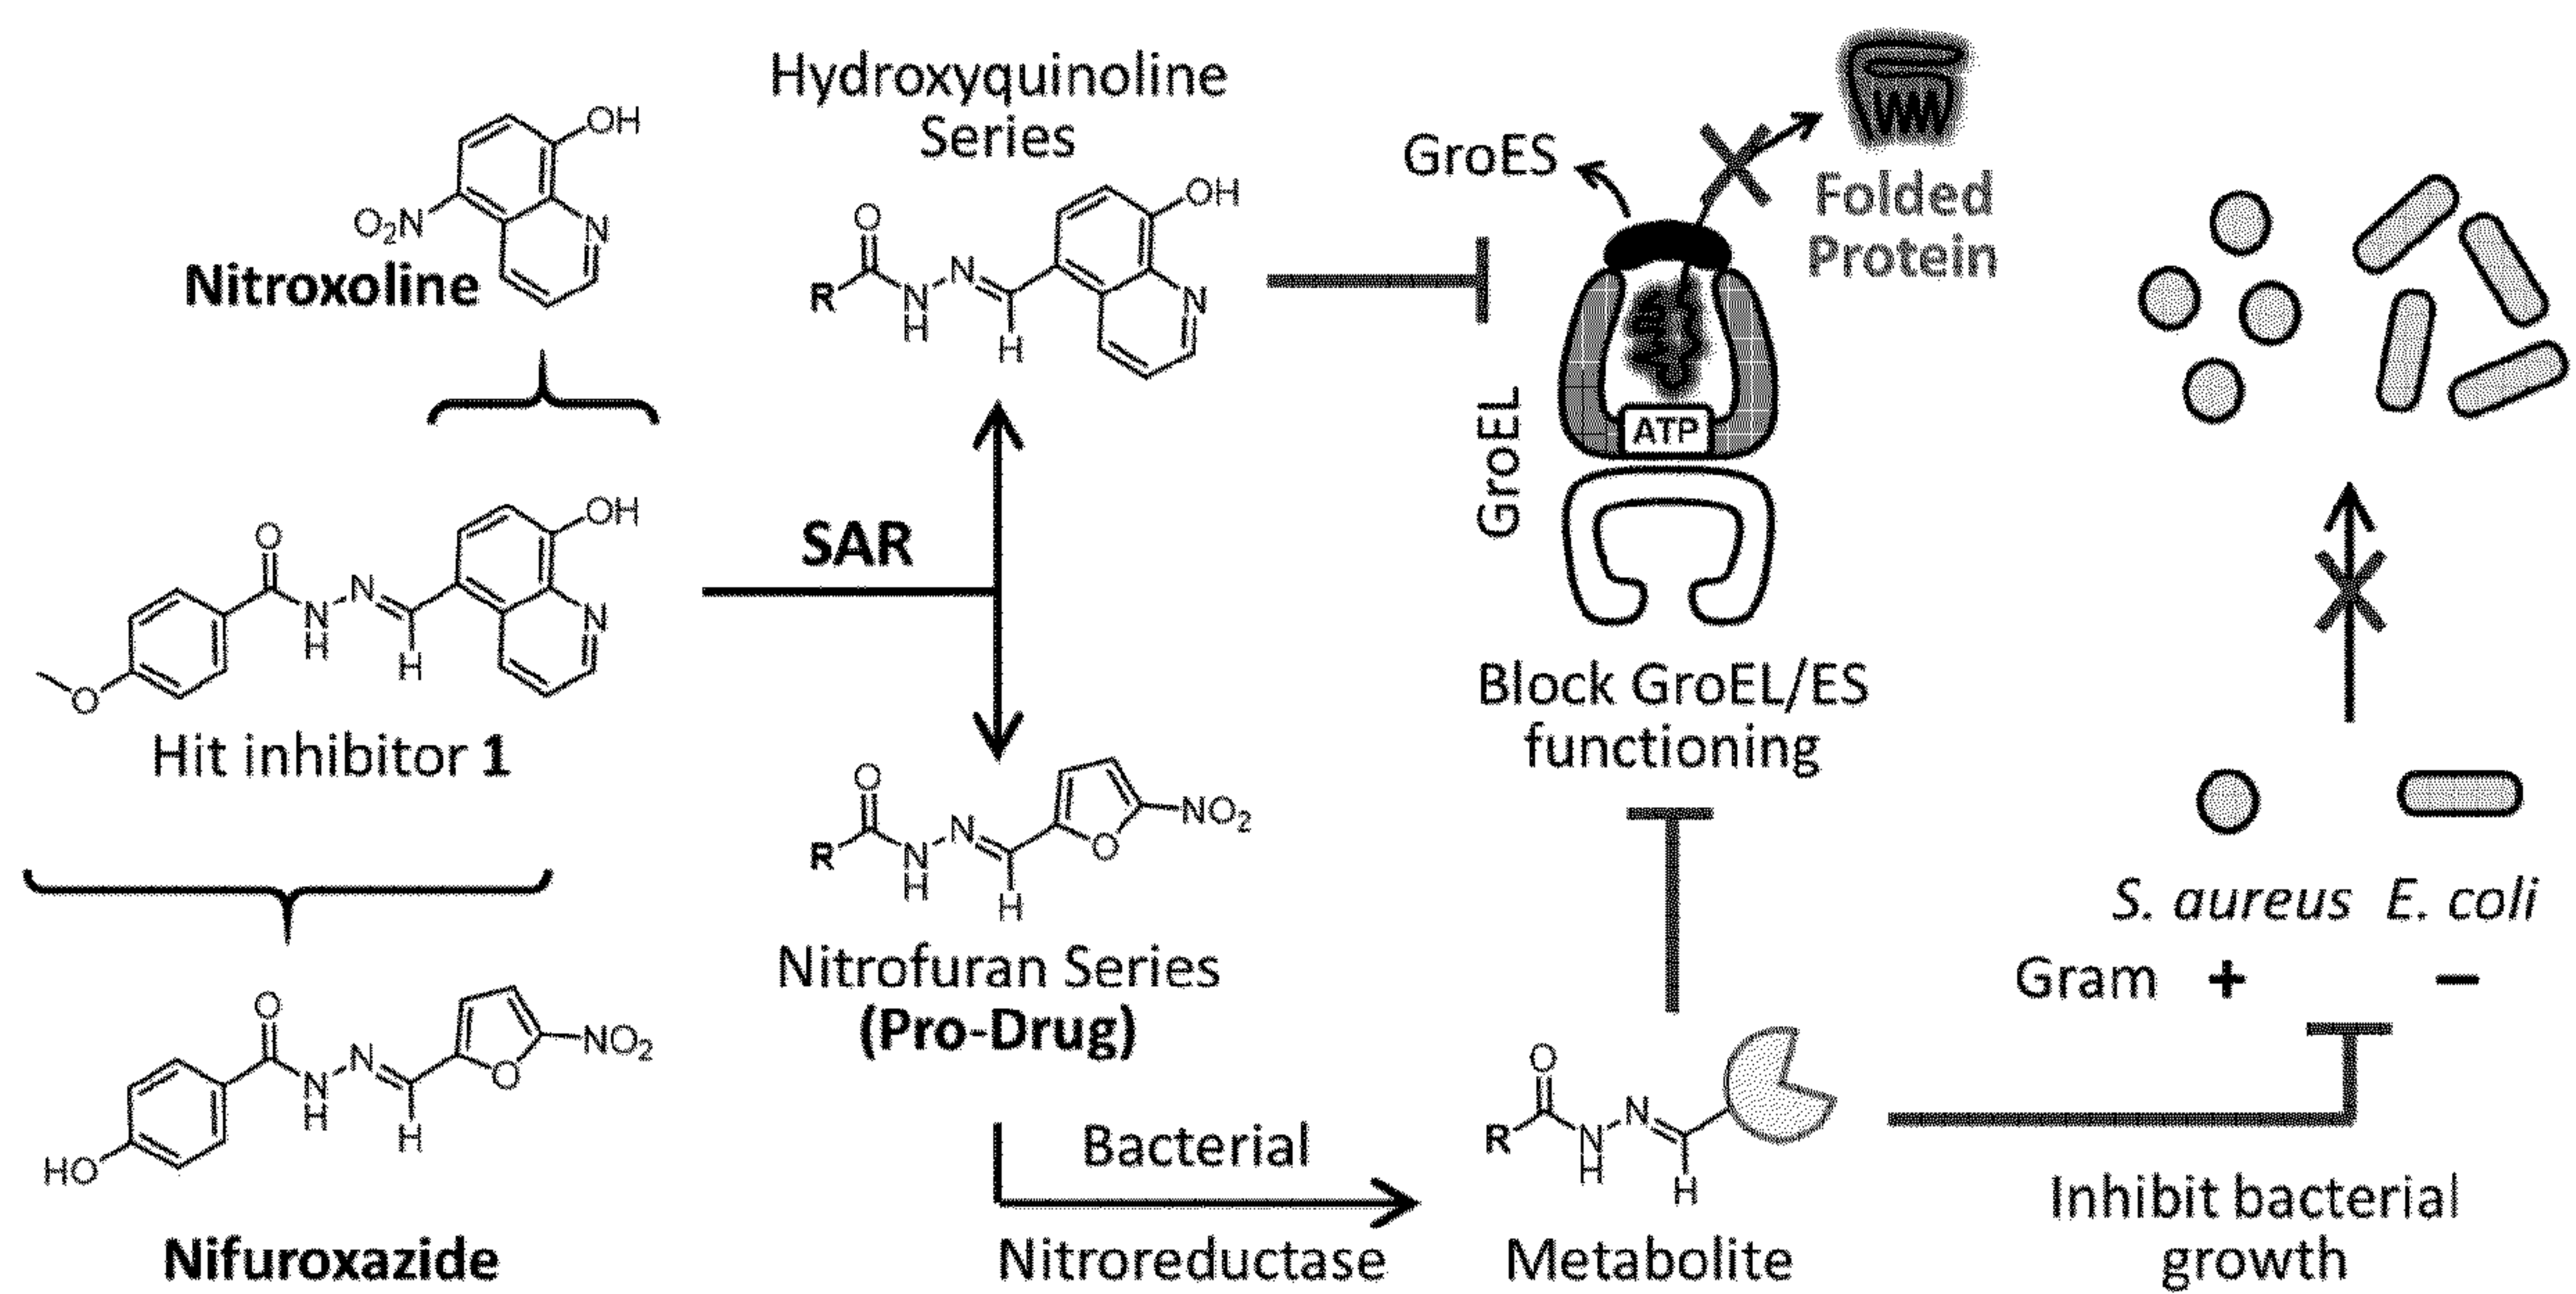 OH
O2N
N
Nitroxoline
O
N
H
N
H
OH
N
O
Hit inhibitor 1
O
N
H
N
H
O
NO2
HO
Nifuroxazide
SAR
Hydroxyquinoline
Series
O
R
N
H
N
H
OH
N
O
R
N
H
N
H
O
NO2
Nitrofuran Series
(Pro-Drug)
Bacterial
Nitroreductase
GroES
Folded
Protein
GroEL
ATP
Block GroEL/ES
functioning
O
R
N
H
N
H
Metabolite
S. aureus E. coli
Gram + −
Inhibit bacterial
growth